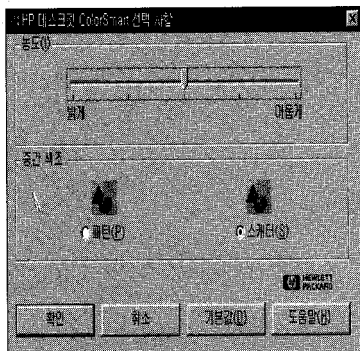 HP 데스크젯 ColorSmart 선택 사항
농도(I)
밝게 어둡게
중간 색조
패턴(P) 스캐터(S)
HEWLETT
PACKARD
확인 취소 기본값(D) 도움말(H)